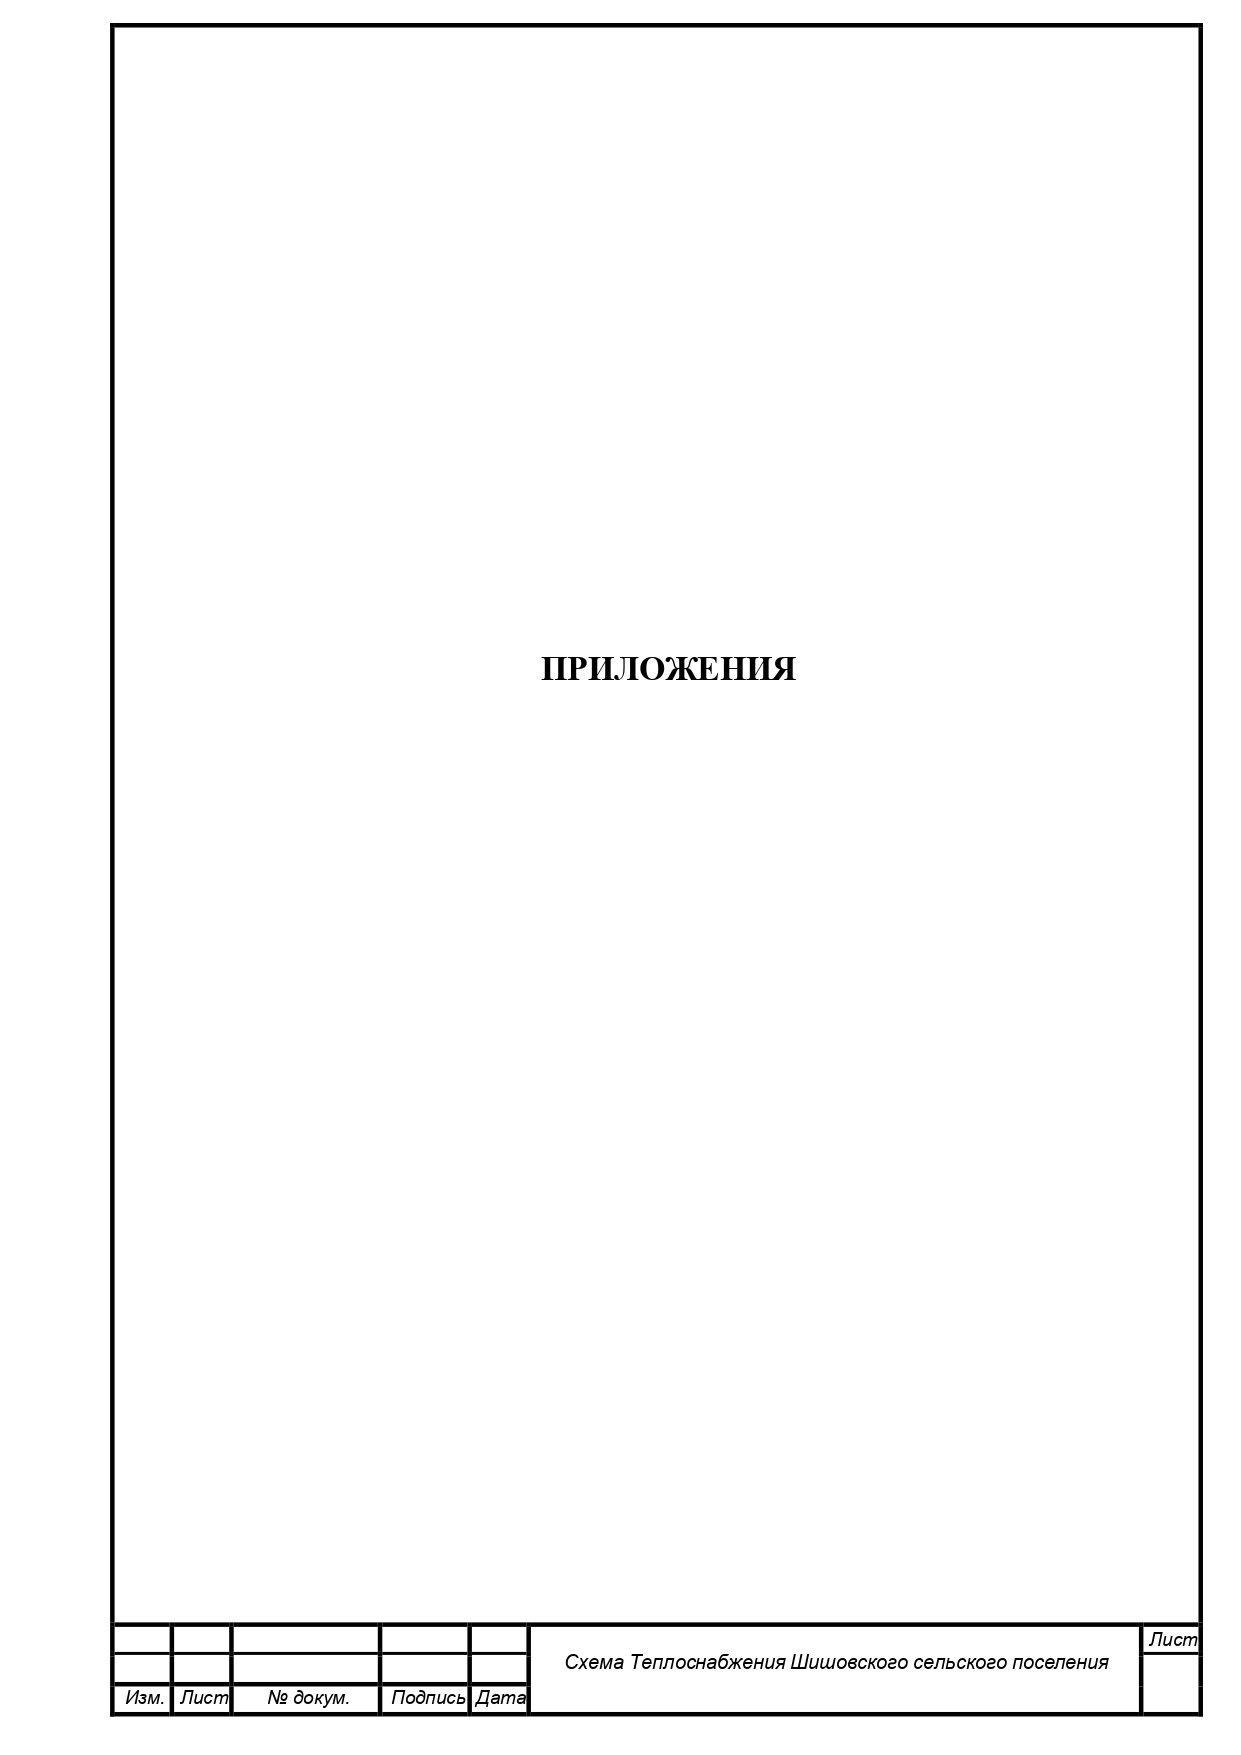 ПРИЛОЖЕНИЯ
Лист
Схема Теплоснабжения Шишовского сельского поселения
Изм. Лист № докум. Подпись Дата